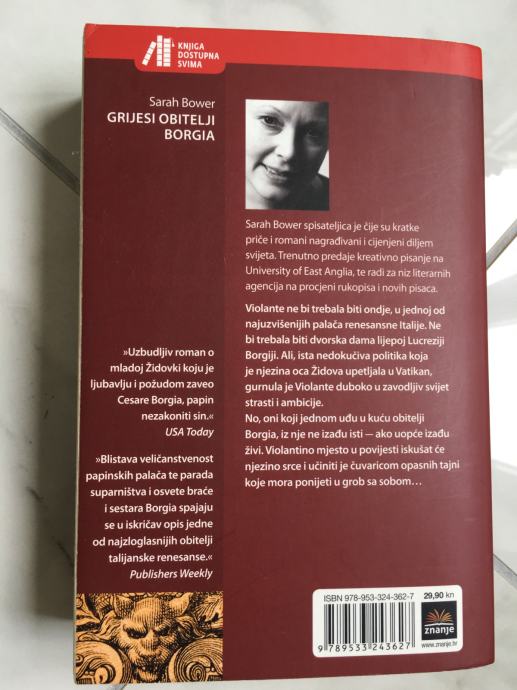 KNJIGA
DOSTUPNA
SVIMA
Sarah Bower
GRIJESI OBITELJI
BORGIA
Sarah Bower spisateljica je čije su kratke
priče i romani nagrađivani i cijenjeni diljem
svijeta. Trenutno predaje kreativno pisanje na
University of East Anglia, te radi za niz literarnih
agencija na procjeni rukopisa i novih pisaca.
Violante ne bi trebala biti ondje, u jednoj od
najuzvišenijih palača renesansne Italije. Ne
bi trebala biti dvorska dama lijepoj Lucreziji
Borgiji. Ali, ista nedokučiva politika koja
je njezina oca Židova upetljala u Vatikan,
gurnula je Violante duboko u zavodljiv svijet
strasti i ambicije.
No, oni koji jednom uđu u kuću obitelji
Borgia, iz nje ne izađu isti — ako uopće izađu
živi. Violantino mjesto u povijesti iskušat će
njezino srce i učiniti je čuvaricom opasnih tajni
koje mora ponijeti u grob sa sobom...
»Uzbudljiv roman o
mladoj Židovki koju je
ljubavlju i požudom zaveo
Cesare Borgia, papin
nezakoniti sin.«
USA Today
»Blistava veličanstvenost
papinskih palača te parada
suparništva i osvete braće
i sestara Borgia spajaju
se u iskričav opis jedne
od najzloglasnijih obitelji
talijanske renesanse.«
Publishers Weekly
ISBN 978-953-324-362-7
29,90 kn
9 789533 243627
znanje
www.znanje.hr